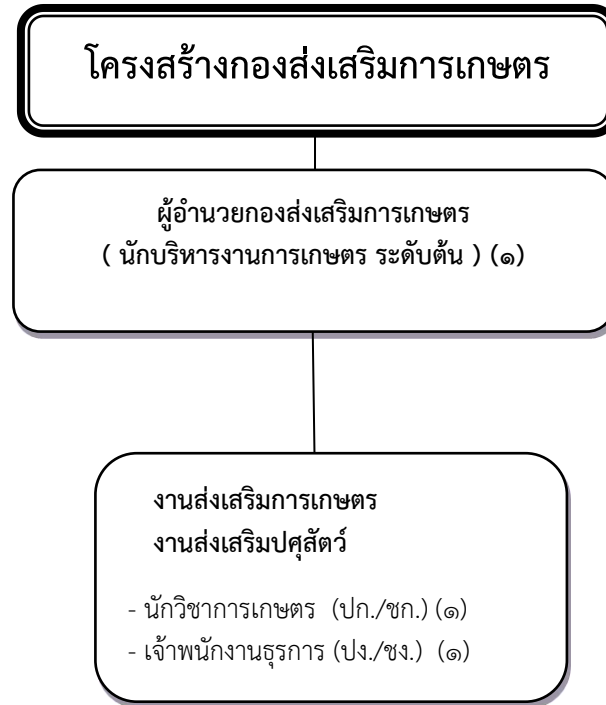 โครงสร้างกองส่งเสริมการเกษตร
ผู้อำนวยกองส่งเสริมการเกษตร
( นักบริหารงานการเกษตร ระดับต้น ) (๑)
งานส่งเสริมการเกษตร
งานส่งเสริมปศุสัตว์
- นักวิชาการเกษตร (ปก./ชก.) (๑)
- เจ้าพนักงานธุรการ (ปง./ชง.) (๑)